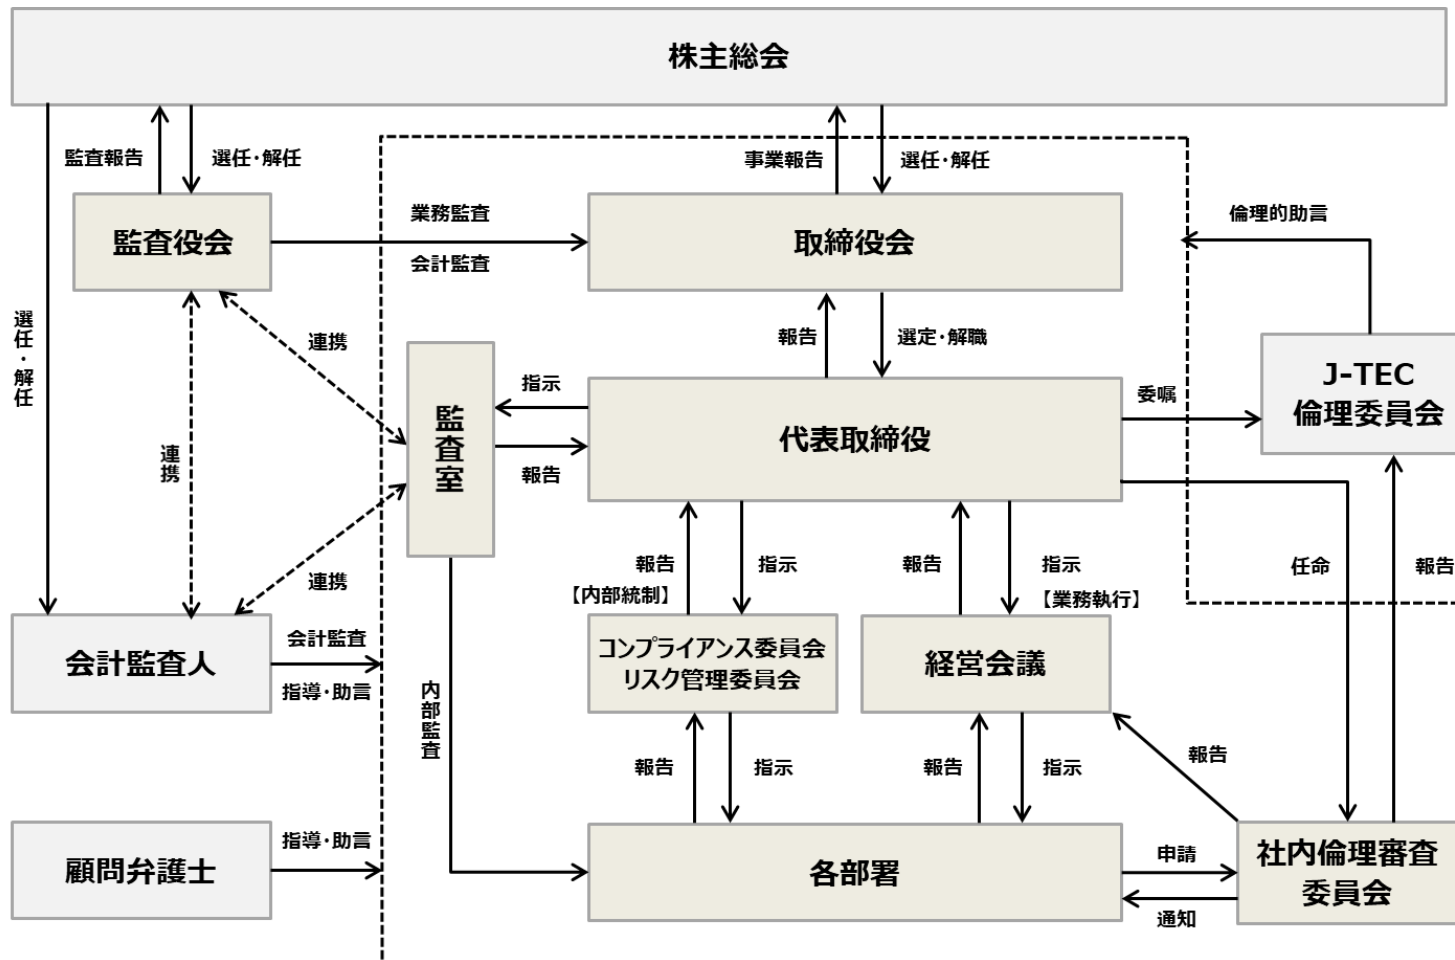 株主総会
監査報告
選任・解任
事業報告
選任・解任
監査役会
業務監査
会計監査
取締役会
倫理的助言
選任・解任
連携
報告
選定・解職
監査室
指示
報告
代表取締役
委嘱
J-TEC
倫理委員会
連携
連携
報告
指示
【内部統制】
報告
指示
【業務執行】
任命
報告
会計監査人
会計監査
指導・助言
コンプライアンス委員会
リスク管理委員会
経営会議
内部監査
報告
指示
報告
指示
報告
顧問弁護士
指導・助言
各部署
申請
通知
社内倫理審査
委員会